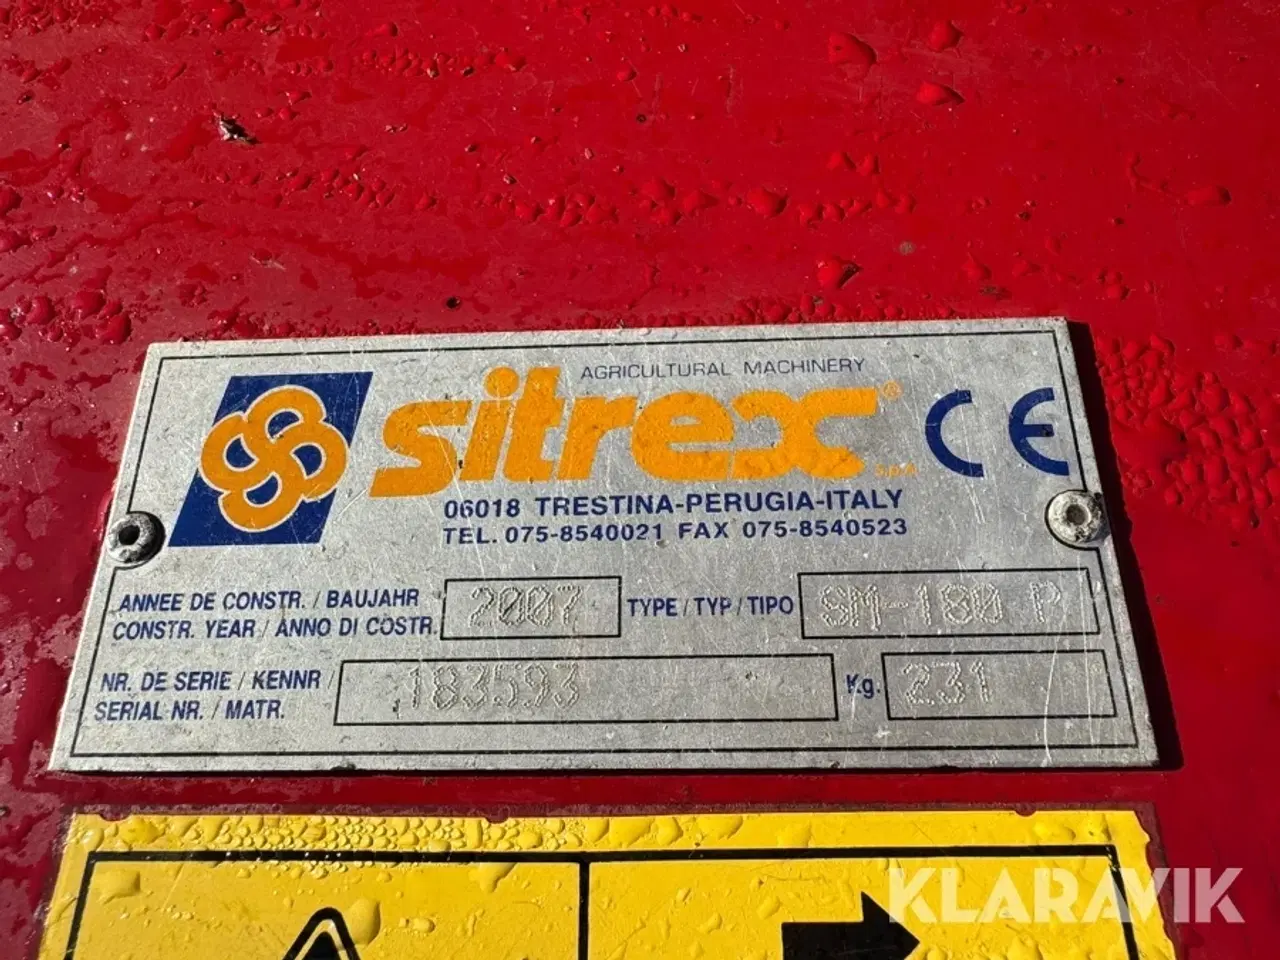 AGRICULTURAL MACHINERY
sitrex® S.p.A. CE
06018 TRESTINA-PERUGIA-ITALY
TEL. 075-8540021 FAX 075-8540523
ANNEE DE CONSTR. / BAUJAHR
CONSTR. YEAR / ANNO DI COSTR. 2007 TYPE / TYP / TIPO SM-180 P
NR. DE SERIE / KENNR /
SERIAL NR. / MATR. 183593 Kg. 231
KLARAVIK